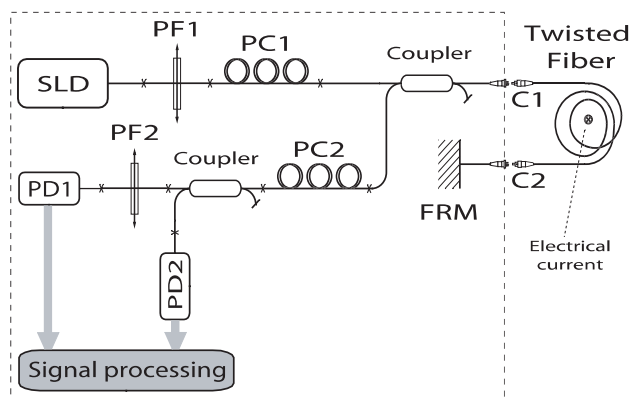 PF1
PC1
Coupler
Twisted
Fiber
SLD
C1
PF2
Coupler
PC2
PD1
C2
FRM
PD2
Electrical
current
Signal processing